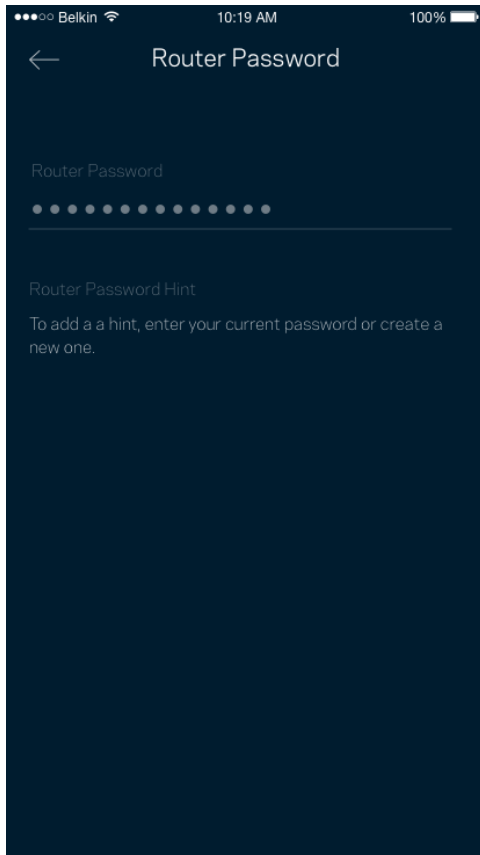 Belkin 10:19 AM 100%
Router Password
Router Password
••••••••••••••
Router Password Hint
To add a a hint, enter your current password or create a
new one.